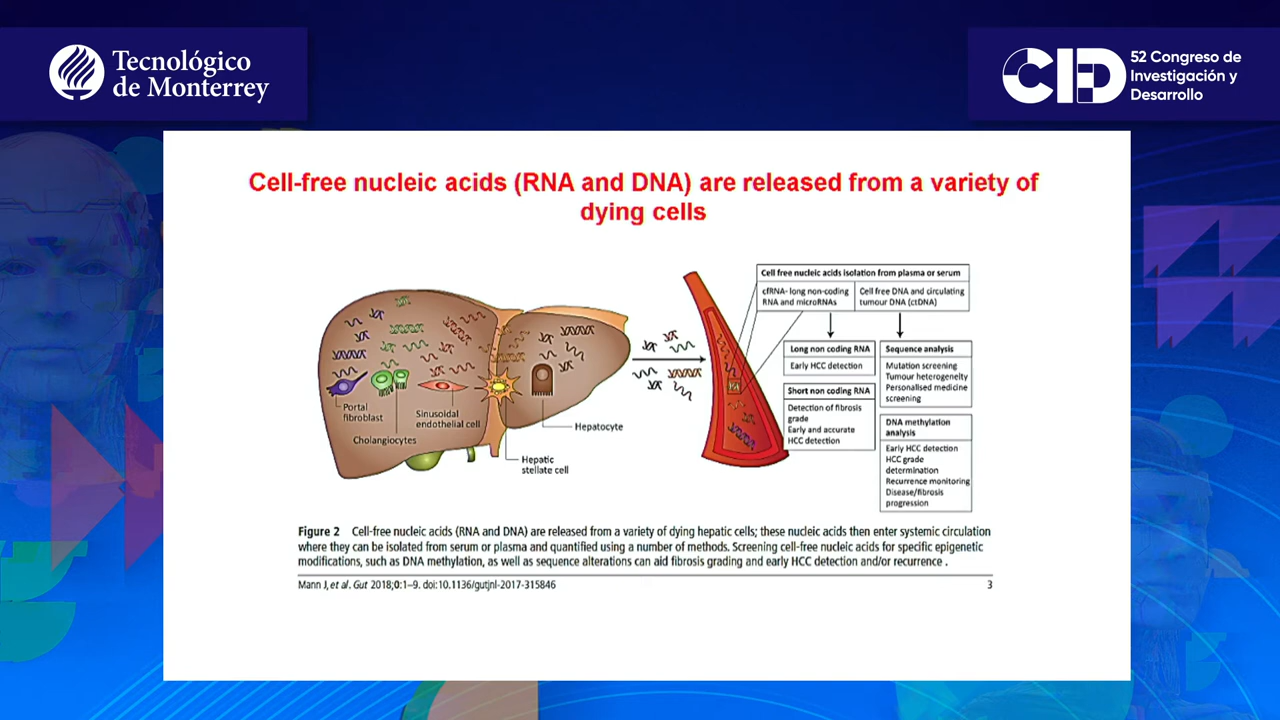 Tecnológico
de Monterrey
CID
52 Congreso de
Investigación y
Desarrollo
Cell-free nucleic acids (RNA and DNA) are released from a variety of
dying cells
Portal
fibroblast
Cholangiocytes
Sinusoidal
endothelial cell
Hepatic
stellate cell
Hepatocyte
Cell free nucleic acids isolation from plasma or serum
cfRNA- long non-coding
RNA and microRNAs
Cell free DNA and circulating
tumour DNA (ctDNA)
Long non coding RNA
Early HCC detection
Short non coding RNA
Detection of fibrosis
grade
Early and accurate
HCC detection
Sequence analysis
Mutation screening
Tumour heterogeneity
Personalised medicine
screening
DNA methylation
analysis
Early HCC detection
HCC grade
determination
Recurrence monitoring
Disease/fibrosis
progression
Figure 2 Cell-free nucleic acids (RNA and DNA) are released from a variety of dying hepatic cells; these nucleic acids then enter systemic circulation
where they can be isolated from serum or plasma and quantified using a number of methods. Screening cell-free nucleic acids for specific epigenetic
modifications, such as DNA methylation, as well as sequence alterations can aid fibrosis grading and early HCC detection and/or recurrence .
Mann J, et al. Gut 2018;0:1–9. doi:10.1136/gutjnl-2017-315846
3